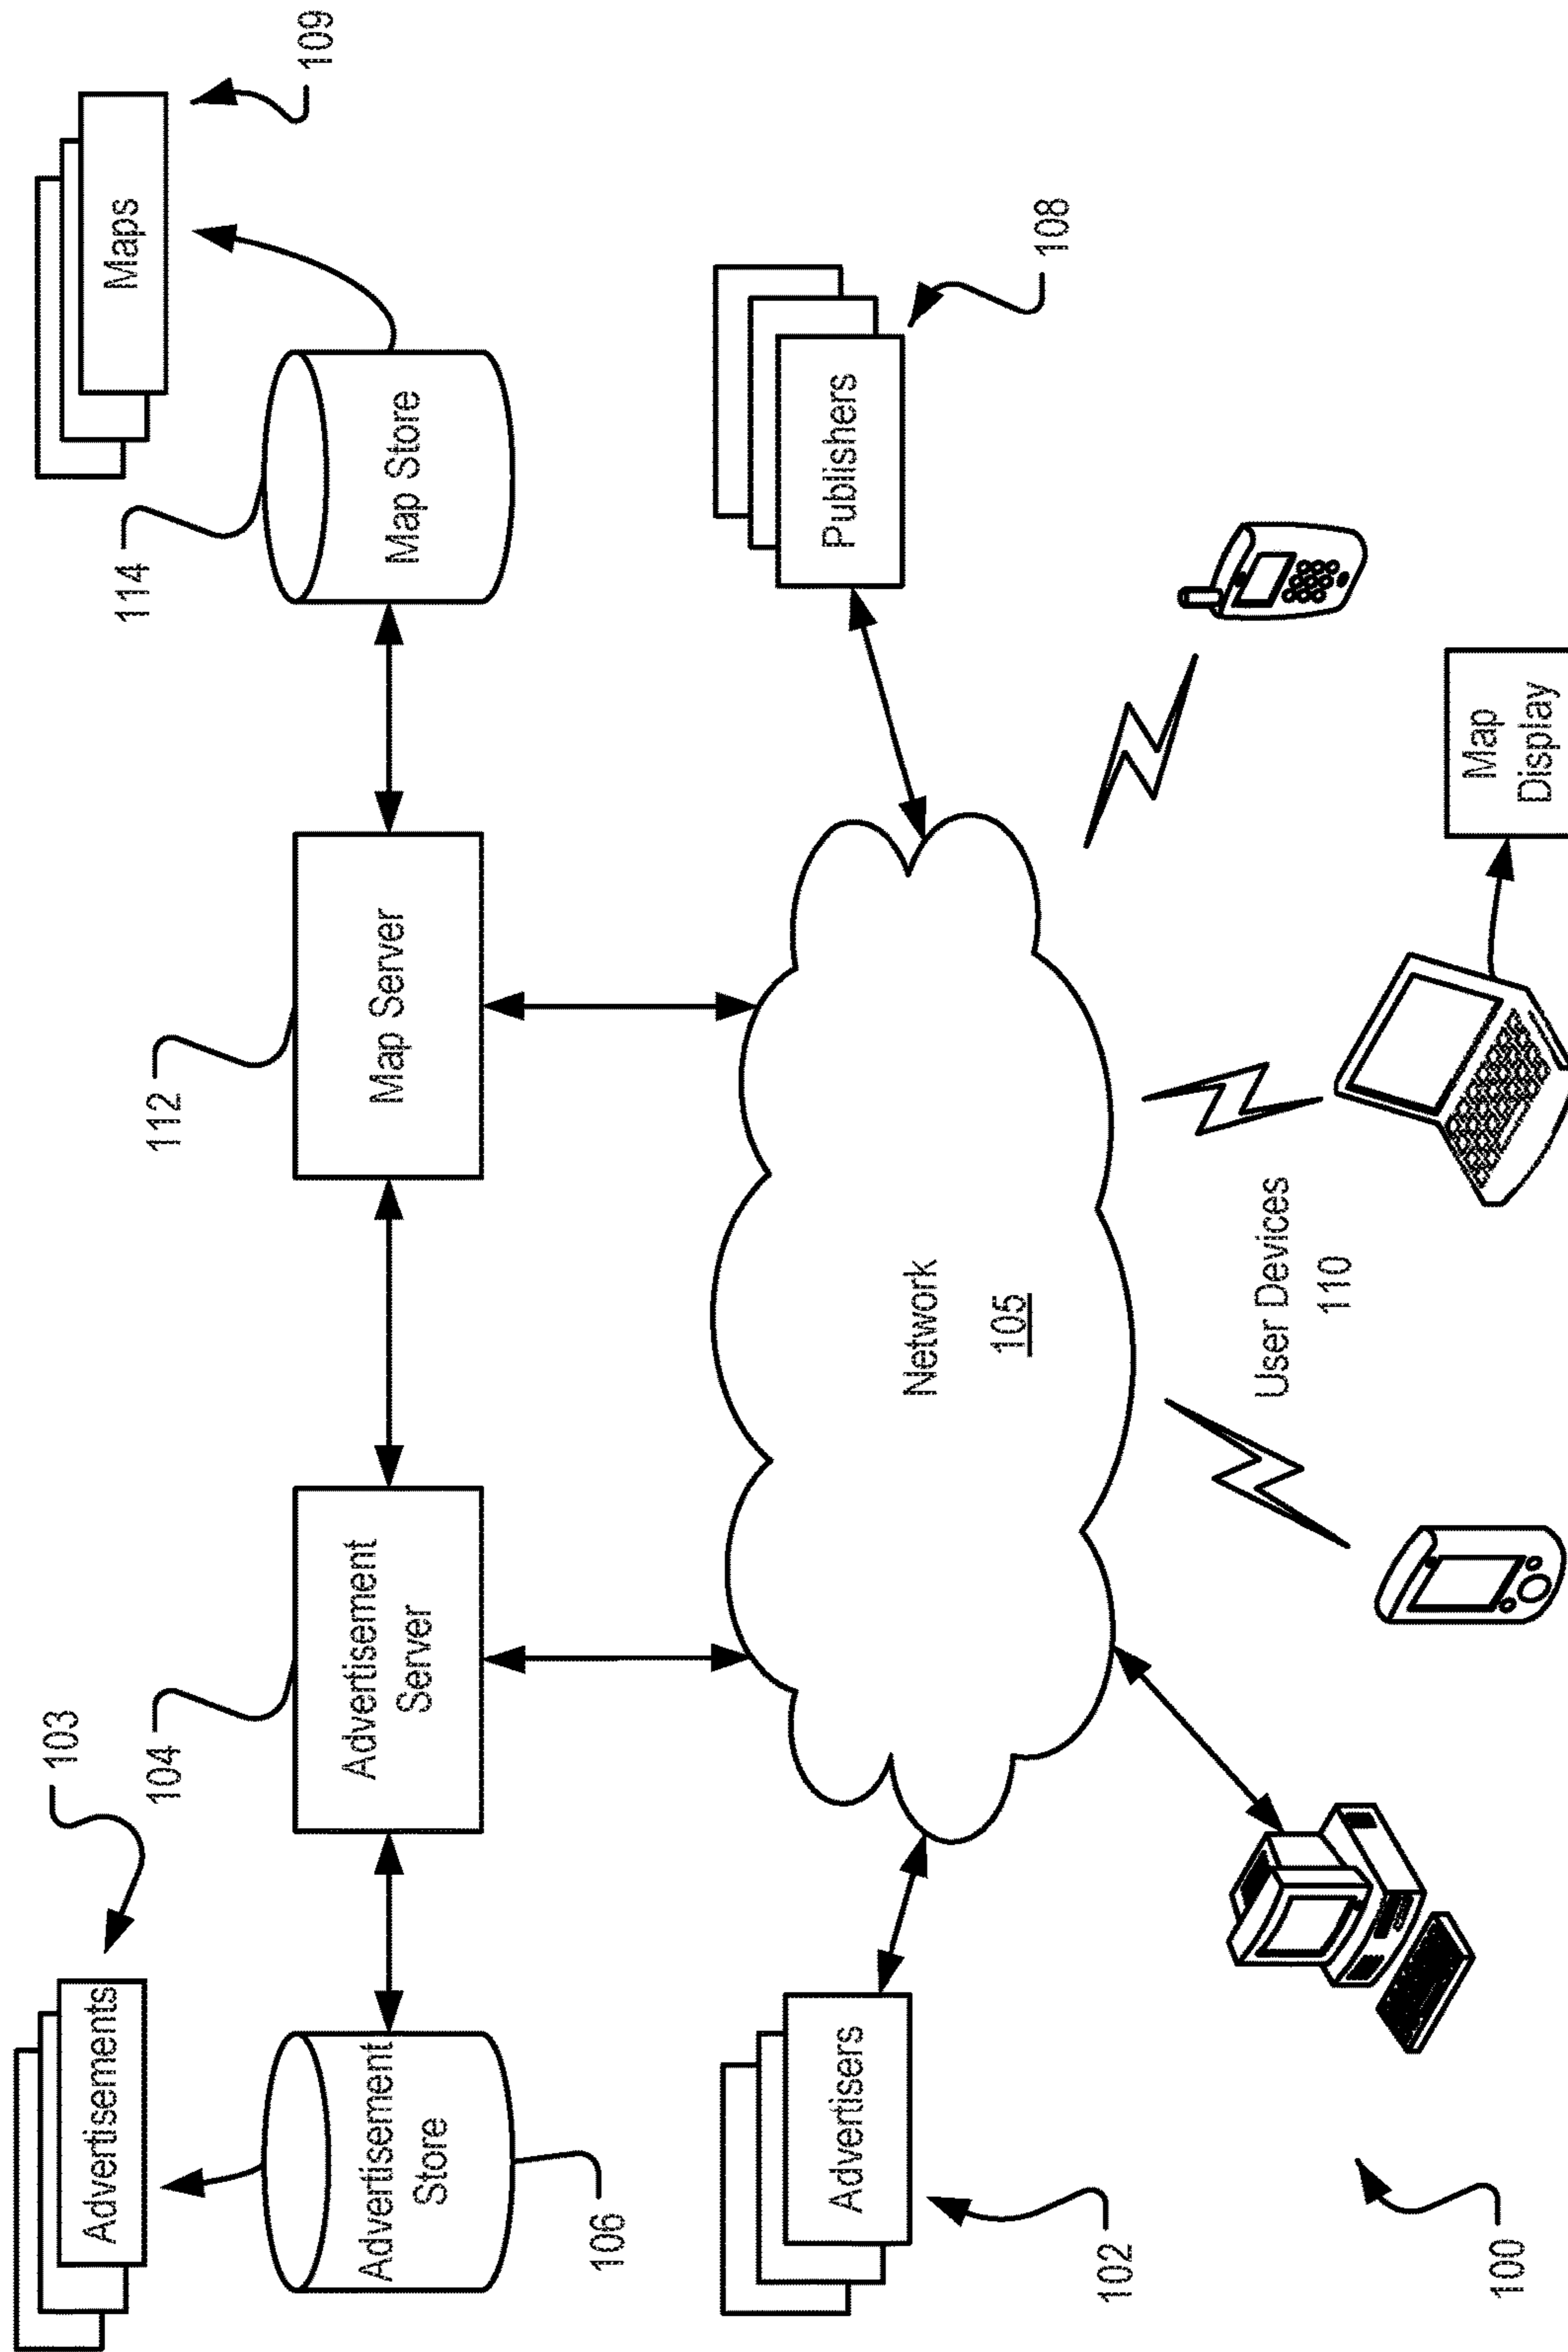 Advertisements
103
Maps
109
104
112
114
Advertisement
Store
Advertisement
Server
Map Server
Map Store
106
Advertisers
102
Network
105
Publishers
108
User Devices
110
Map
Display
100